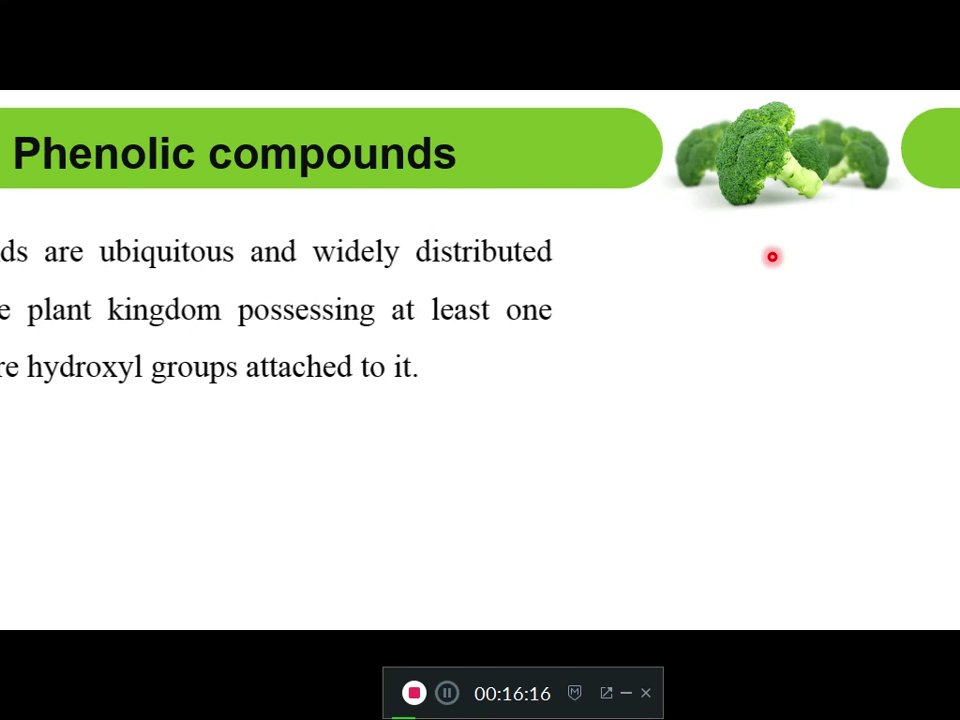 Phenolic compounds
ds are ubiquitous and widely distributed
e plant kingdom possessing at least one
re hydroxyl groups attached to it.
00:16:16